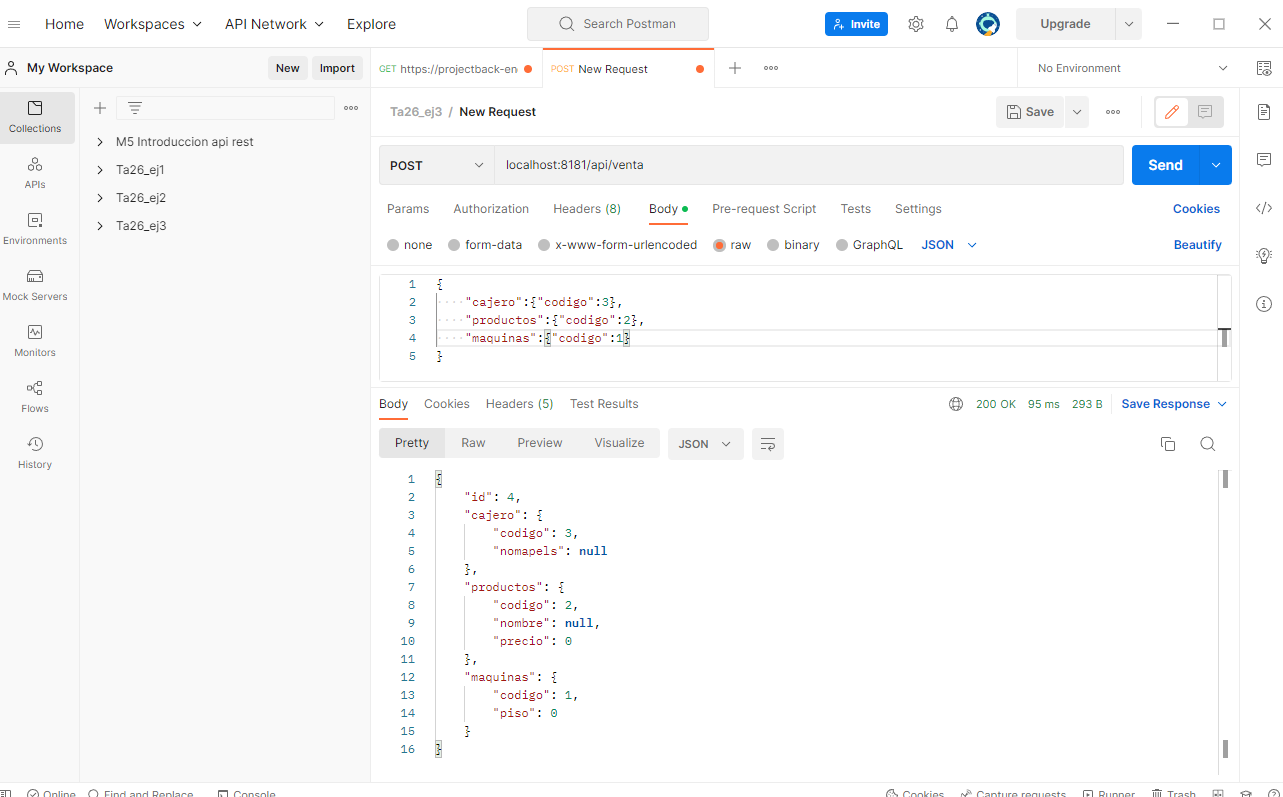 Home Workspaces API Network Explore Search Postman Invite Upgrade
My Workspace New Import GET https://projectback-en POST New Request No Environment
Collections
APIs
Environments
Mock Servers
Monitors
Flows
History
M5 Introduccion api rest
Ta26_ej1
Ta26_ej2
Ta26_ej3
Ta26_ej3 / New Request Save
POST localhost:8181/api/venta Send
Params Authorization Headers (8) Body Pre-request Script Tests Settings Cookies
none form-data x-www-form-urlencoded raw binary GraphQL JSON Beautify
1 {
2 "cajero":{"codigo":3},
3 "productos":{"codigo":2},
4 "maquinas":{"codigo":1}
5 }
Body Cookies Headers (5) Test Results 200 OK 95 ms 293 B Save Response
Pretty Raw Preview Visualize JSON
1 {
2 "id": 4,
3 "cajero": {
4 "codigo": 3,
5 "nomapels": null
6 },
7 "productos": {
8 "codigo": 2,
9 "nombre": null,
10 "precio": 0
11 },
12 "maquinas": {
13 "codigo": 1,
14 "piso": 0
15 }
16 }
Online Find and Replace Console Cookies Capture requests Runner Trash